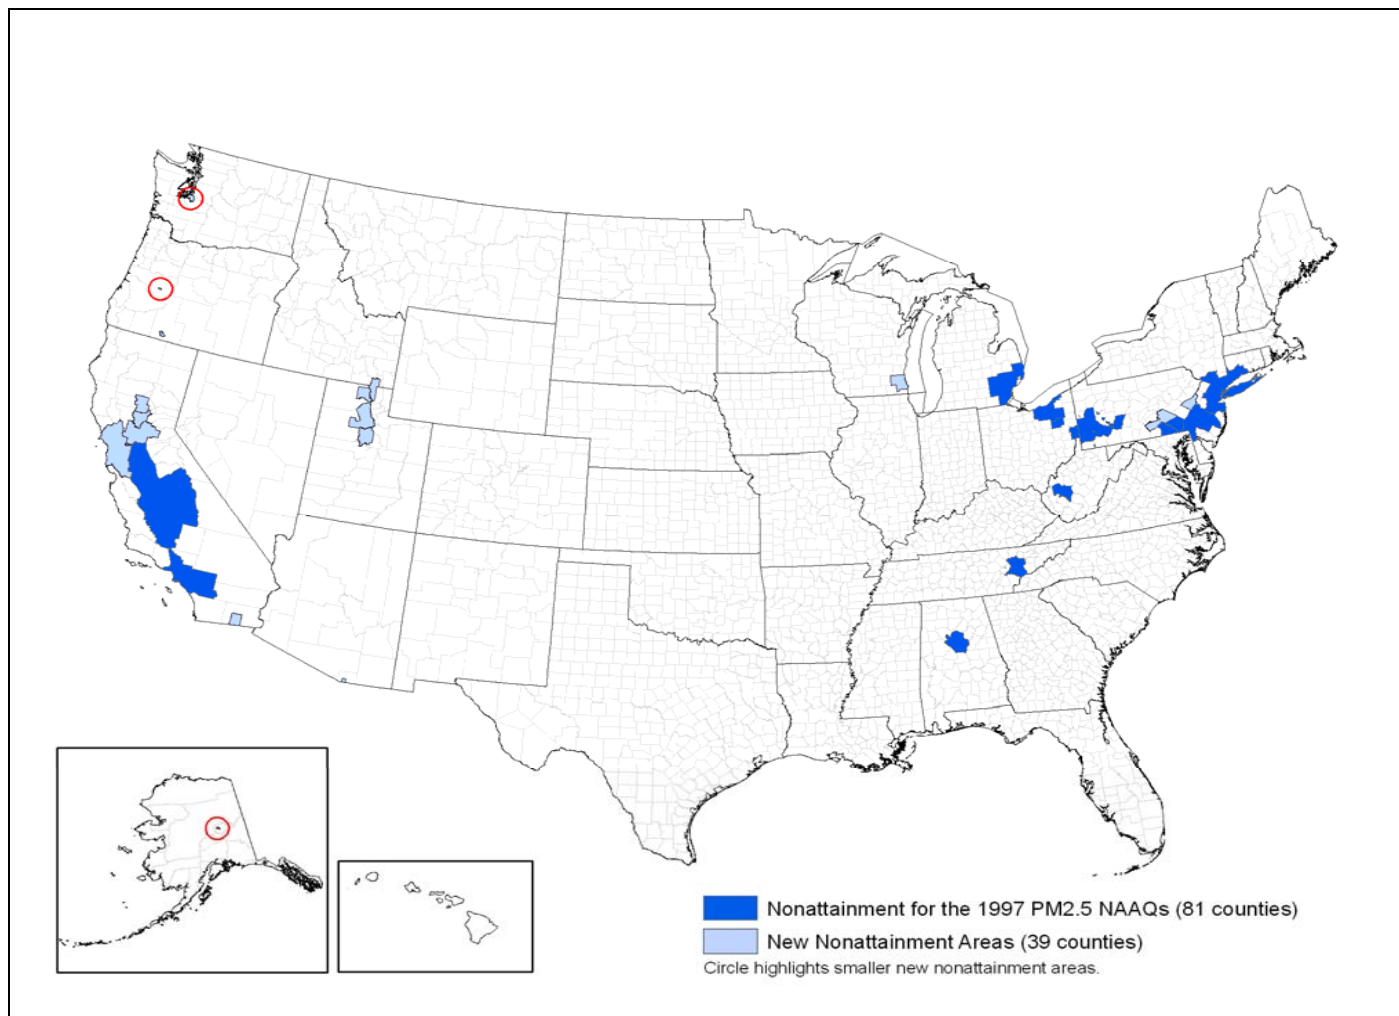 Nonattainment for the 1997 PM2.5 NAAQs (81 counties)
New Nonattainment Areas (39 counties)
Circle highlights smaller new nonattainment areas.